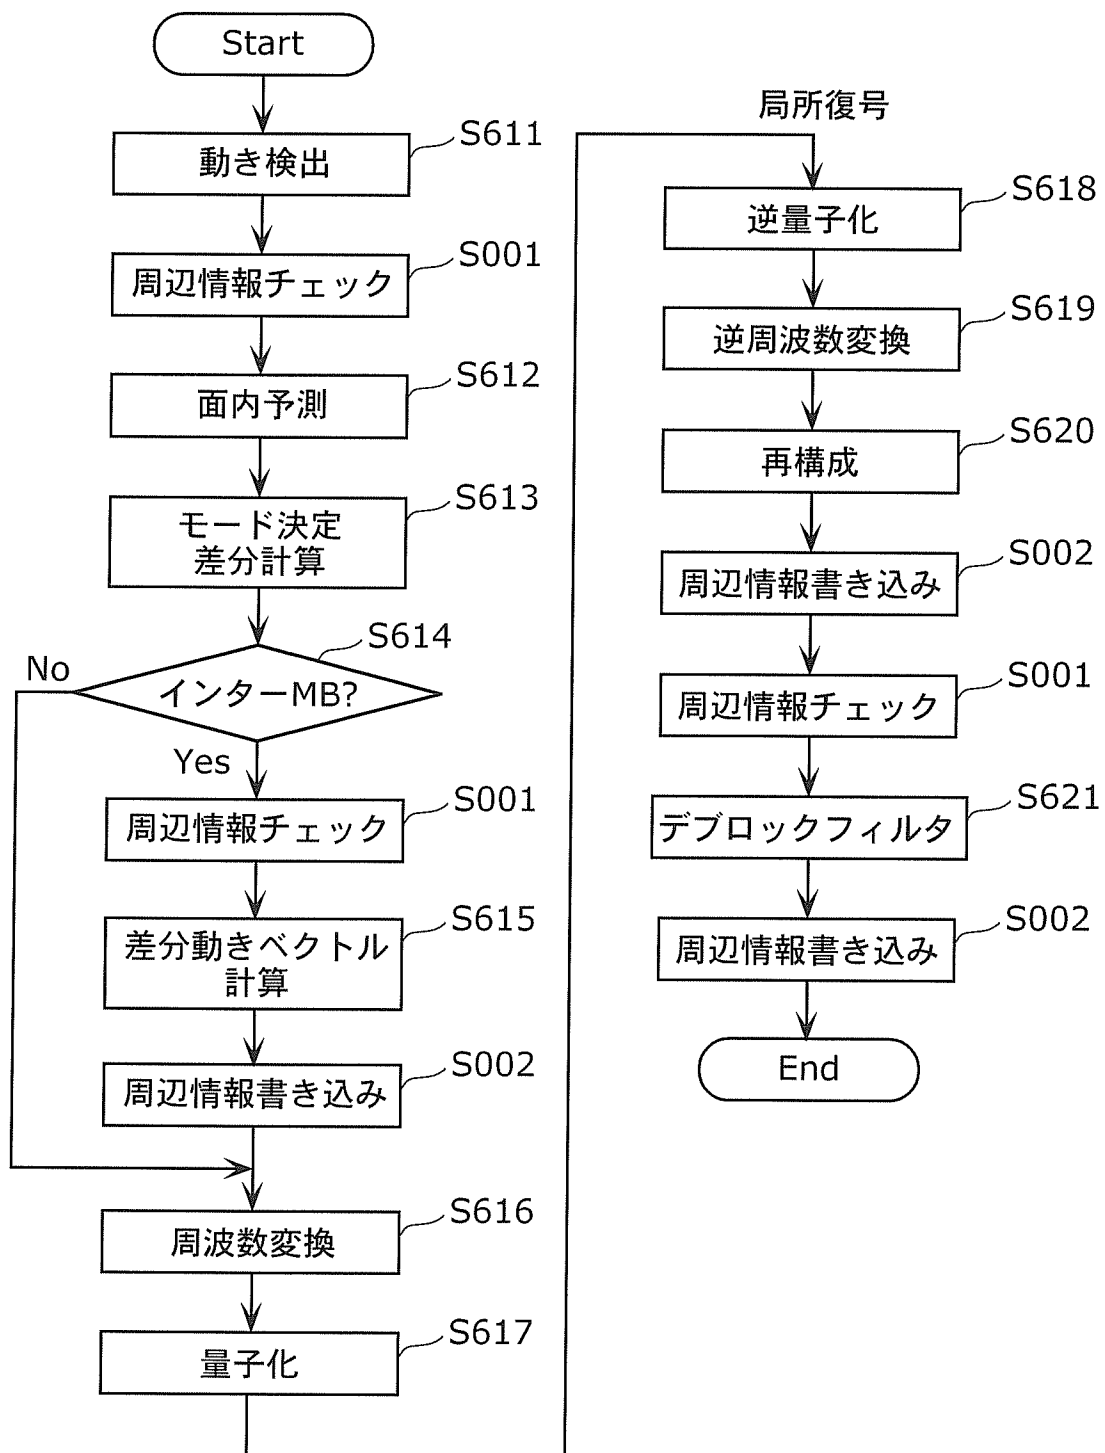 Start
動き検出
S611
周辺情報チェック
S001
面内予測
S612
モード決定
差分計算
S613
インターMB?
S614
No
Yes
周辺情報チェック
S001
差分動きベクトル
計算
S615
周辺情報書き込み
S002
周波数変換
S616
量子化
S617
局所復号
逆量子化
S618
逆周波数変換
S619
再構成
S620
周辺情報書き込み
S002
周辺情報チェック
S001
デブロックフィルタ
S621
周辺情報書き込み
S002
End